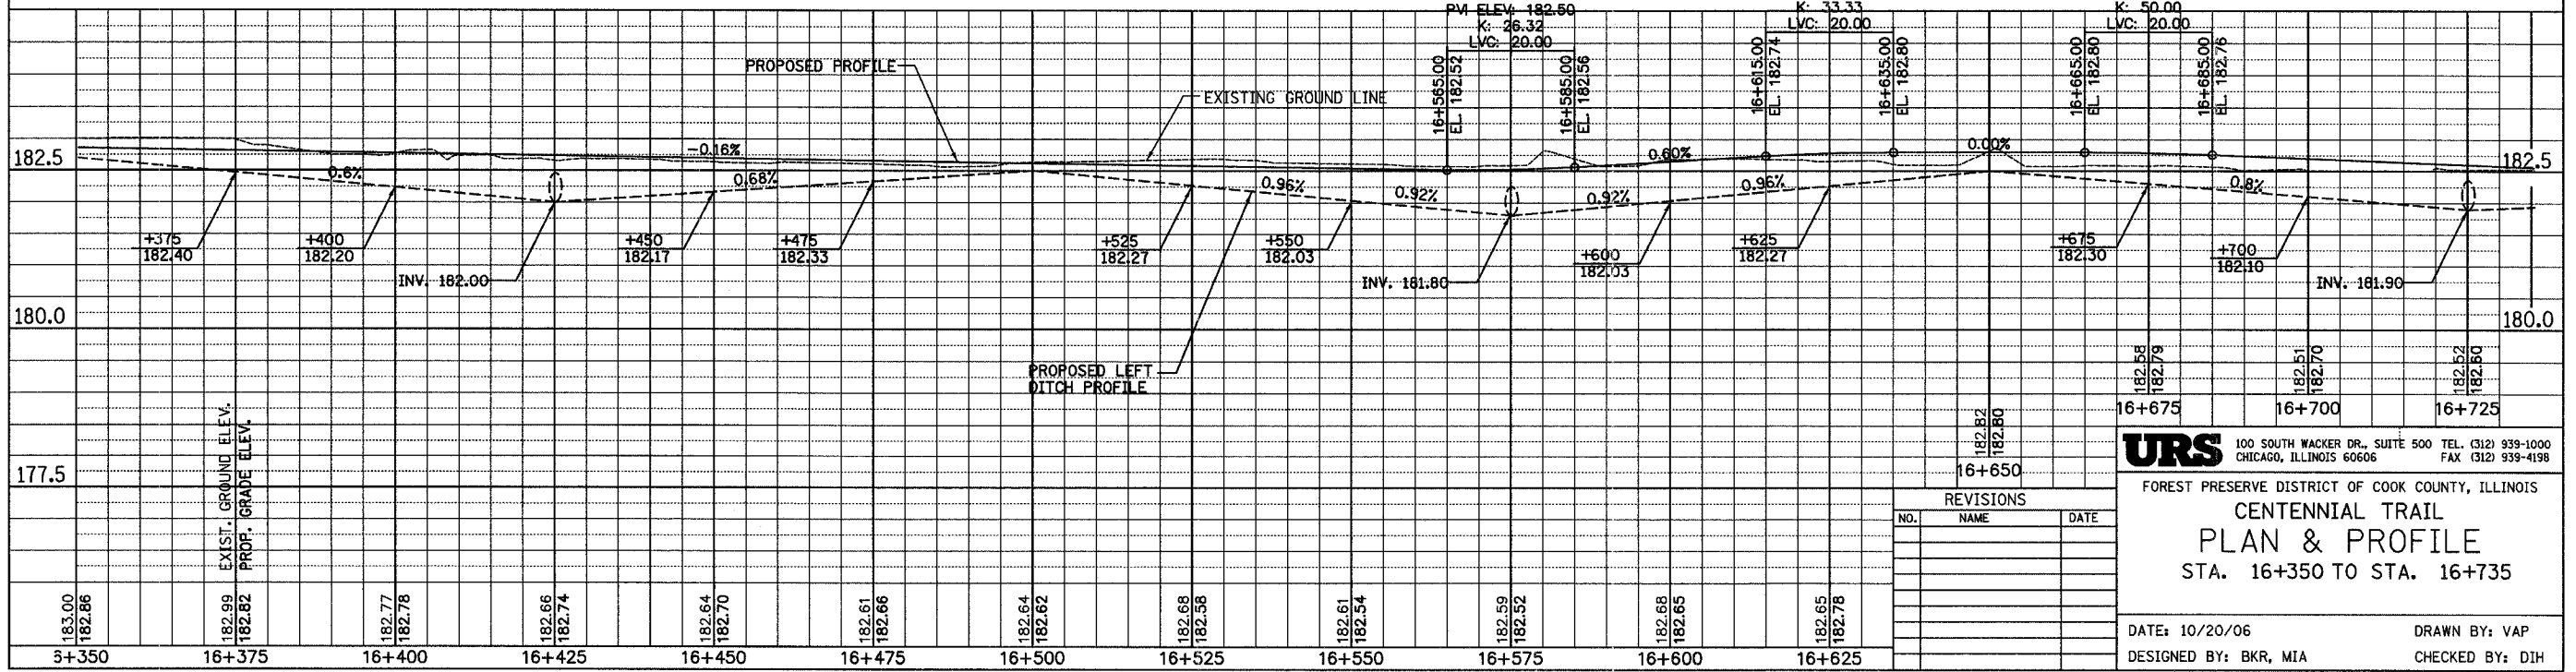 PVI ELEV: 182.50
K: 26.32
LVC: 20.00
K: 33.33
LVC: 20.00
K: 50.00
LVC: 20.00
16+565.00
EL. 182.52
16+585.00
EL. 182.56
16+615.00
EL. 182.74
16+635.00
EL. 182.80
16+665.00
EL. 182.80
16+685.00
EL. 182.76
PROPOSED PROFILE
EXISTING GROUND LINE
182.5
-0.16%
0.60%
0.00%
182.5
0.6%
0.68%
0.96%
0.92%
0.92%
0.96%
0.8%
+375
182.40
+400
182.20
INV. 182.00
+450
182.17
+475
182.33
+525
182.27
+550
182.03
INV. 181.80
+600
182.03
+625
182.27
+675
182.30
+700
182.10
INV. 181.90
180.0
180.0
PROPOSED LEFT
DITCH PROFILE
182.58
182.79
182.51
182.70
182.52
182.60
16+675
16+700
16+725
182.82
182.80
16+650
177.5
EXIST. GROUND ELEV.
PROP. GRADE ELEV.
183.00
182.86
182.99
182.82
182.77
182.78
182.66
182.74
182.64
182.70
182.61
182.66
182.64
182.62
182.68
182.58
182.61
182.54
182.59
182.52
182.68
182.65
182.65
182.78
6+350
16+375
16+400
16+425
16+450
16+475
16+500
16+525
16+550
16+575
16+600
16+625
REVISIONS
NO. NAME DATE
URS
100 SOUTH WACKER DR., SUITE 500 TEL. (312) 939-1000
CHICAGO, ILLINOIS 60606 FAX (312) 939-4198
FOREST PRESERVE DISTRICT OF COOK COUNTY, ILLINOIS
CENTENNIAL TRAIL
PLAN & PROFILE
STA. 16+350 TO STA. 16+735
DATE: 10/20/06 DRAWN BY: VAP
DESIGNED BY: BKR, MIA CHECKED BY: DIH